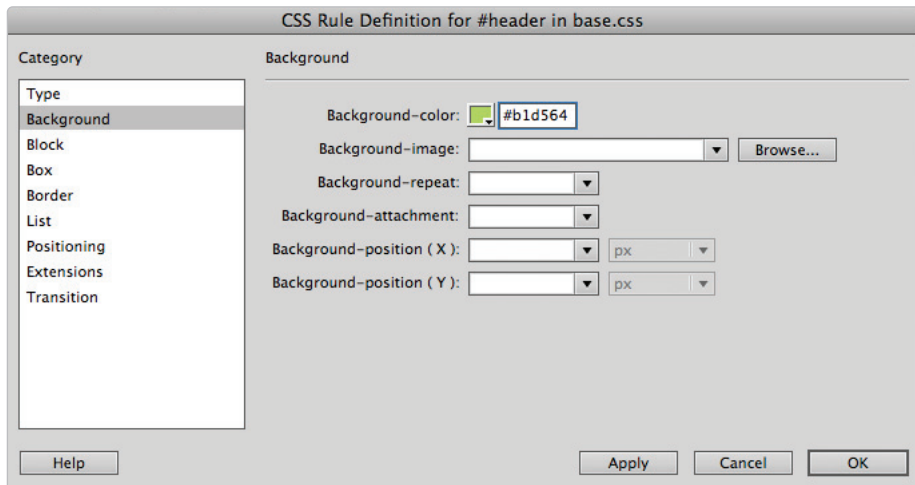 CSS Rule Definition for #header in base.css
Category
Type
Background
Block
Box
Border
List
Positioning
Extensions
Transition
Background
Background-color: #b1d564
Background-image: Browse...
Background-repeat:
Background-attachment:
Background-position ( X ): px
Background-position ( Y ): px
Help Apply Cancel OK